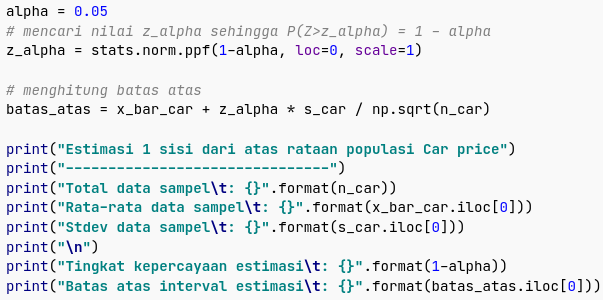 alpha = 0.05
# mencari nilai z_alpha sehingga P(Z>z_alpha) = 1 - alpha
z_alpha = stats.norm.ppf(1-alpha, loc=0, scale=1)
# menghitung batas atas
batas_atas = x_bar_car + z_alpha * s_car / np.sqrt(n_car)
print("Estimasi 1 sisi dari atas rataan populasi Car price")
print("-------------------------------")
print("Total data sampel\t: {}".format(n_car))
print("Rata-rata data sampel\t: {}".format(x_bar_car.iloc[0]))
print("Stdev data sampel\t: {}".format(s_car.iloc[0]))
print("\n")
print("Tingkat kepercayaan estimasi\t: {}".format(1-alpha))
print("Batas atas interval estimasi\t: {}".format(batas_atas.iloc[0]))